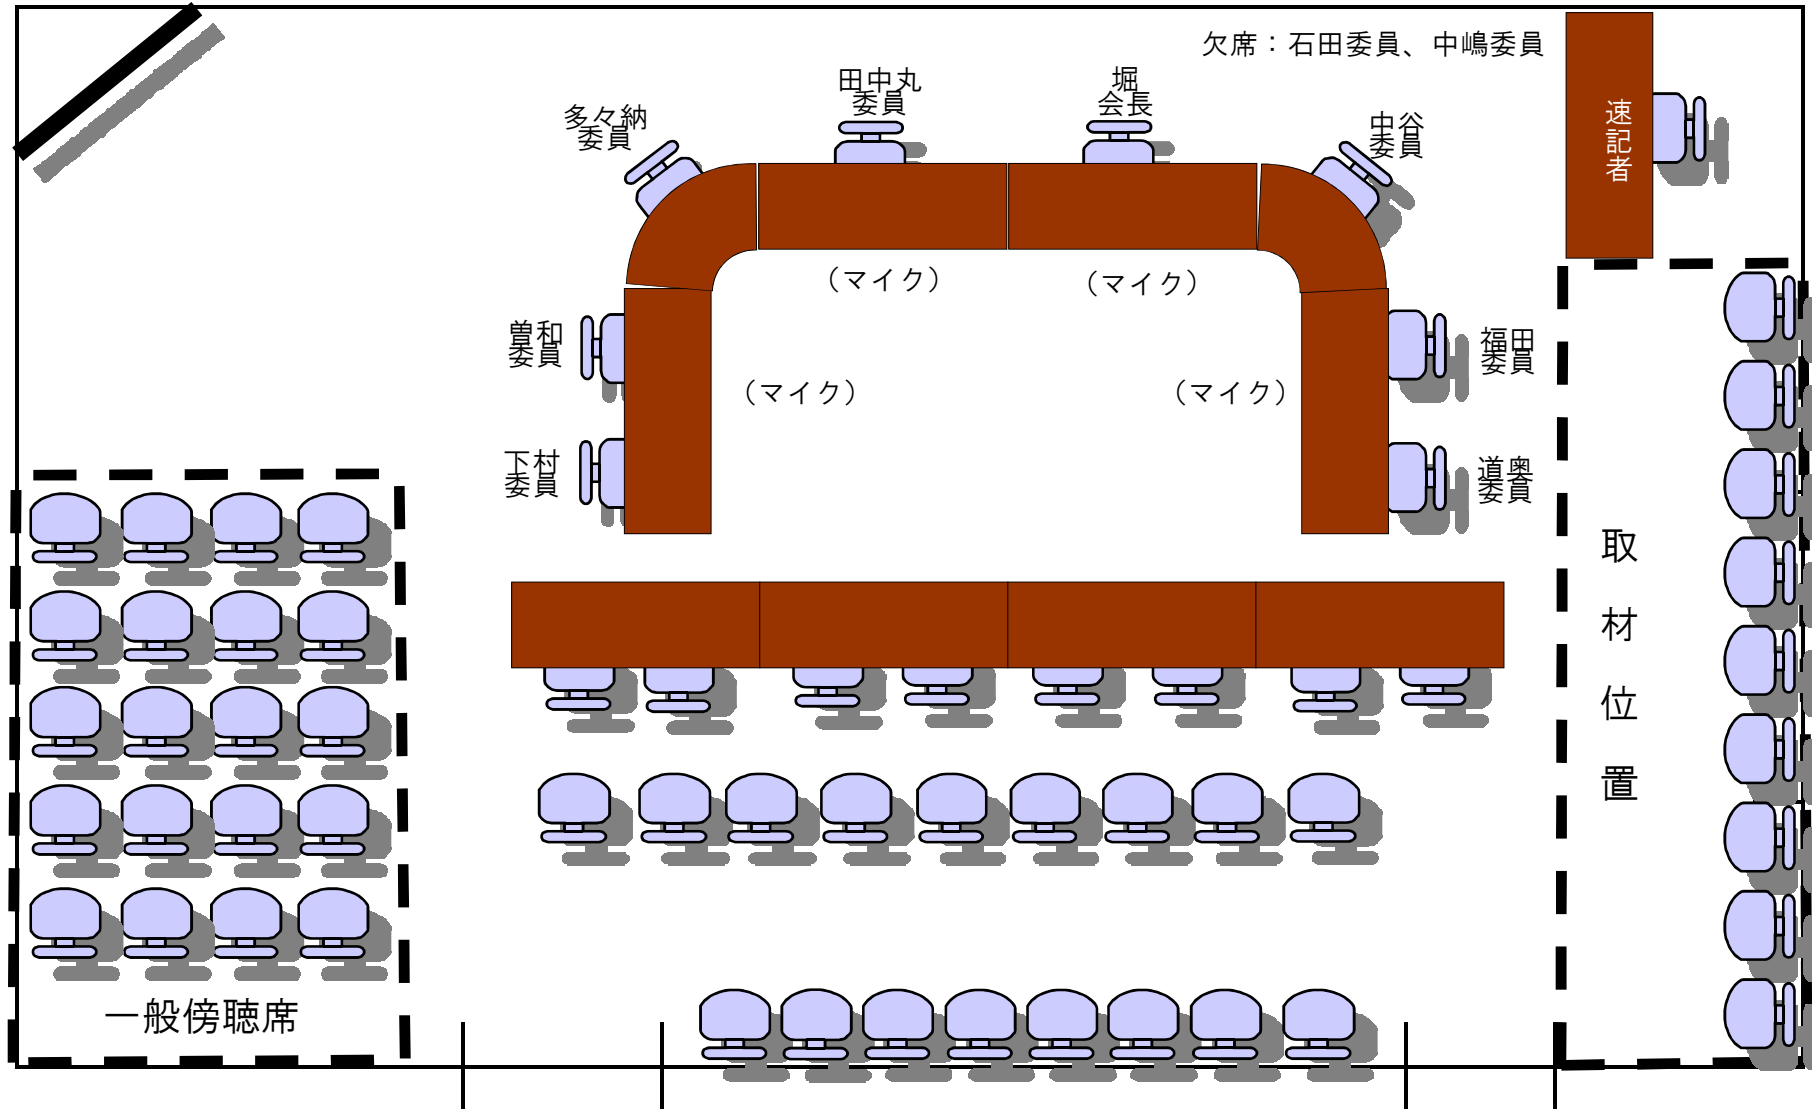 欠席：石田委員、中嶋委員
速記者
田中丸
委員
堀
会長
多々納
委員
中谷
委員
（マイク）
（マイク）
曽和
委員
福田
委員
（マイク）
（マイク）
下村
委員
道奥
委員
取材位置
一般傍聴席